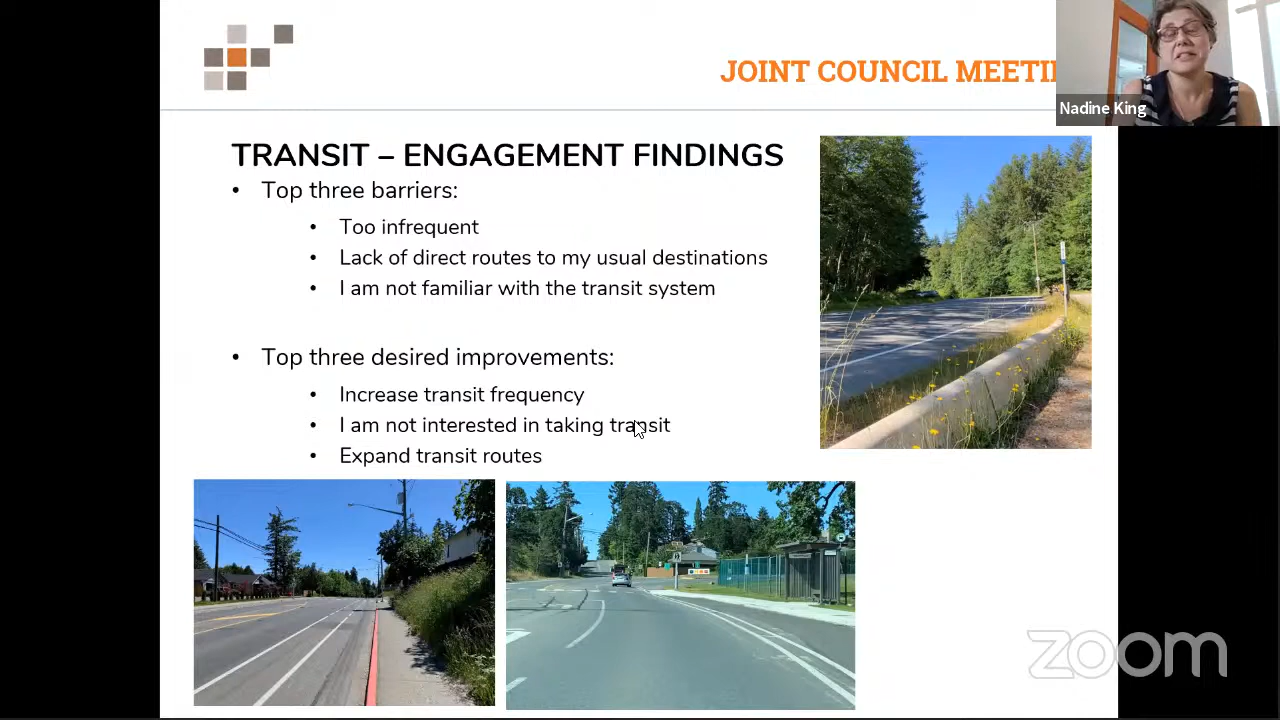 JOINT COUNCIL
Nadine King
TRANSIT – ENGAGEMENT FINDINGS
• Top three barriers:
• Too infrequent
• Lack of direct routes to my usual destinations
• I am not familiar with the transit system
• Top three desired improvements:
• Increase transit frequency
• I am not interested in taking transit
• Expand transit routes
zoom